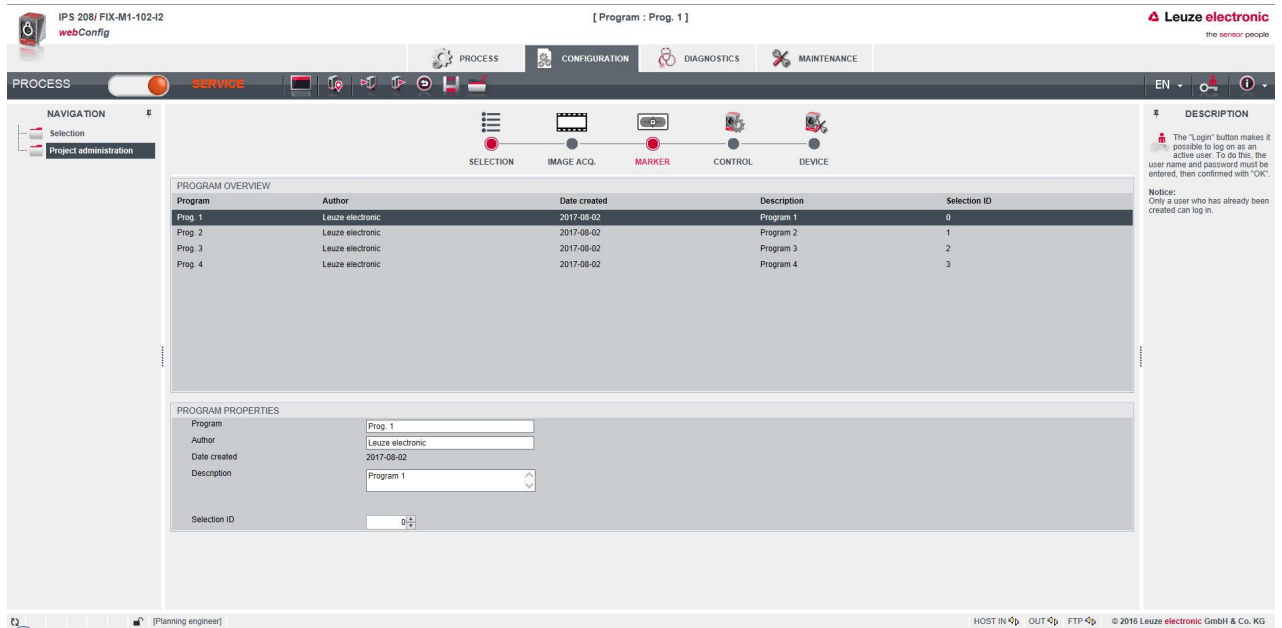 IPS 208i FIX-M1-102-I2
webConfig
[ Program : Prog. 1 ]
Leuze electronic
the sensor people
PROCESS
CONFIGURATION
DIAGNOSTICS
MAINTENANCE
PROCESS
SERVICE
EN
NAVIGATION
Selection
Project administration
SELECTION
IMAGE ACQ.
MARKER
CONTROL
DEVICE
PROGRAM OVERVIEW
Program Author Date created Description Selection ID
Prog. 1 Leuze electronic 2017-08-02 Program 1 0
Prog. 2 Leuze electronic 2017-08-02 Program 2 1
Prog. 3 Leuze electronic 2017-08-02 Program 3 2
Prog. 4 Leuze electronic 2017-08-02 Program 4 3
PROGRAM PROPERTIES
Program Prog. 1
Author Leuze electronic
Date created 2017-08-02
Description Program 1
Selection ID 0
DESCRIPTION
The "Login" button makes it
possible to log on as an
active user. To do this, the
user name and password must be
entered, then confirmed with "OK".
Notice:
Only a user who has already been
created can log in.
[Planning engineer]
HOST IN OUT FTP © 2016 Leuze electronic GmbH & Co. KG